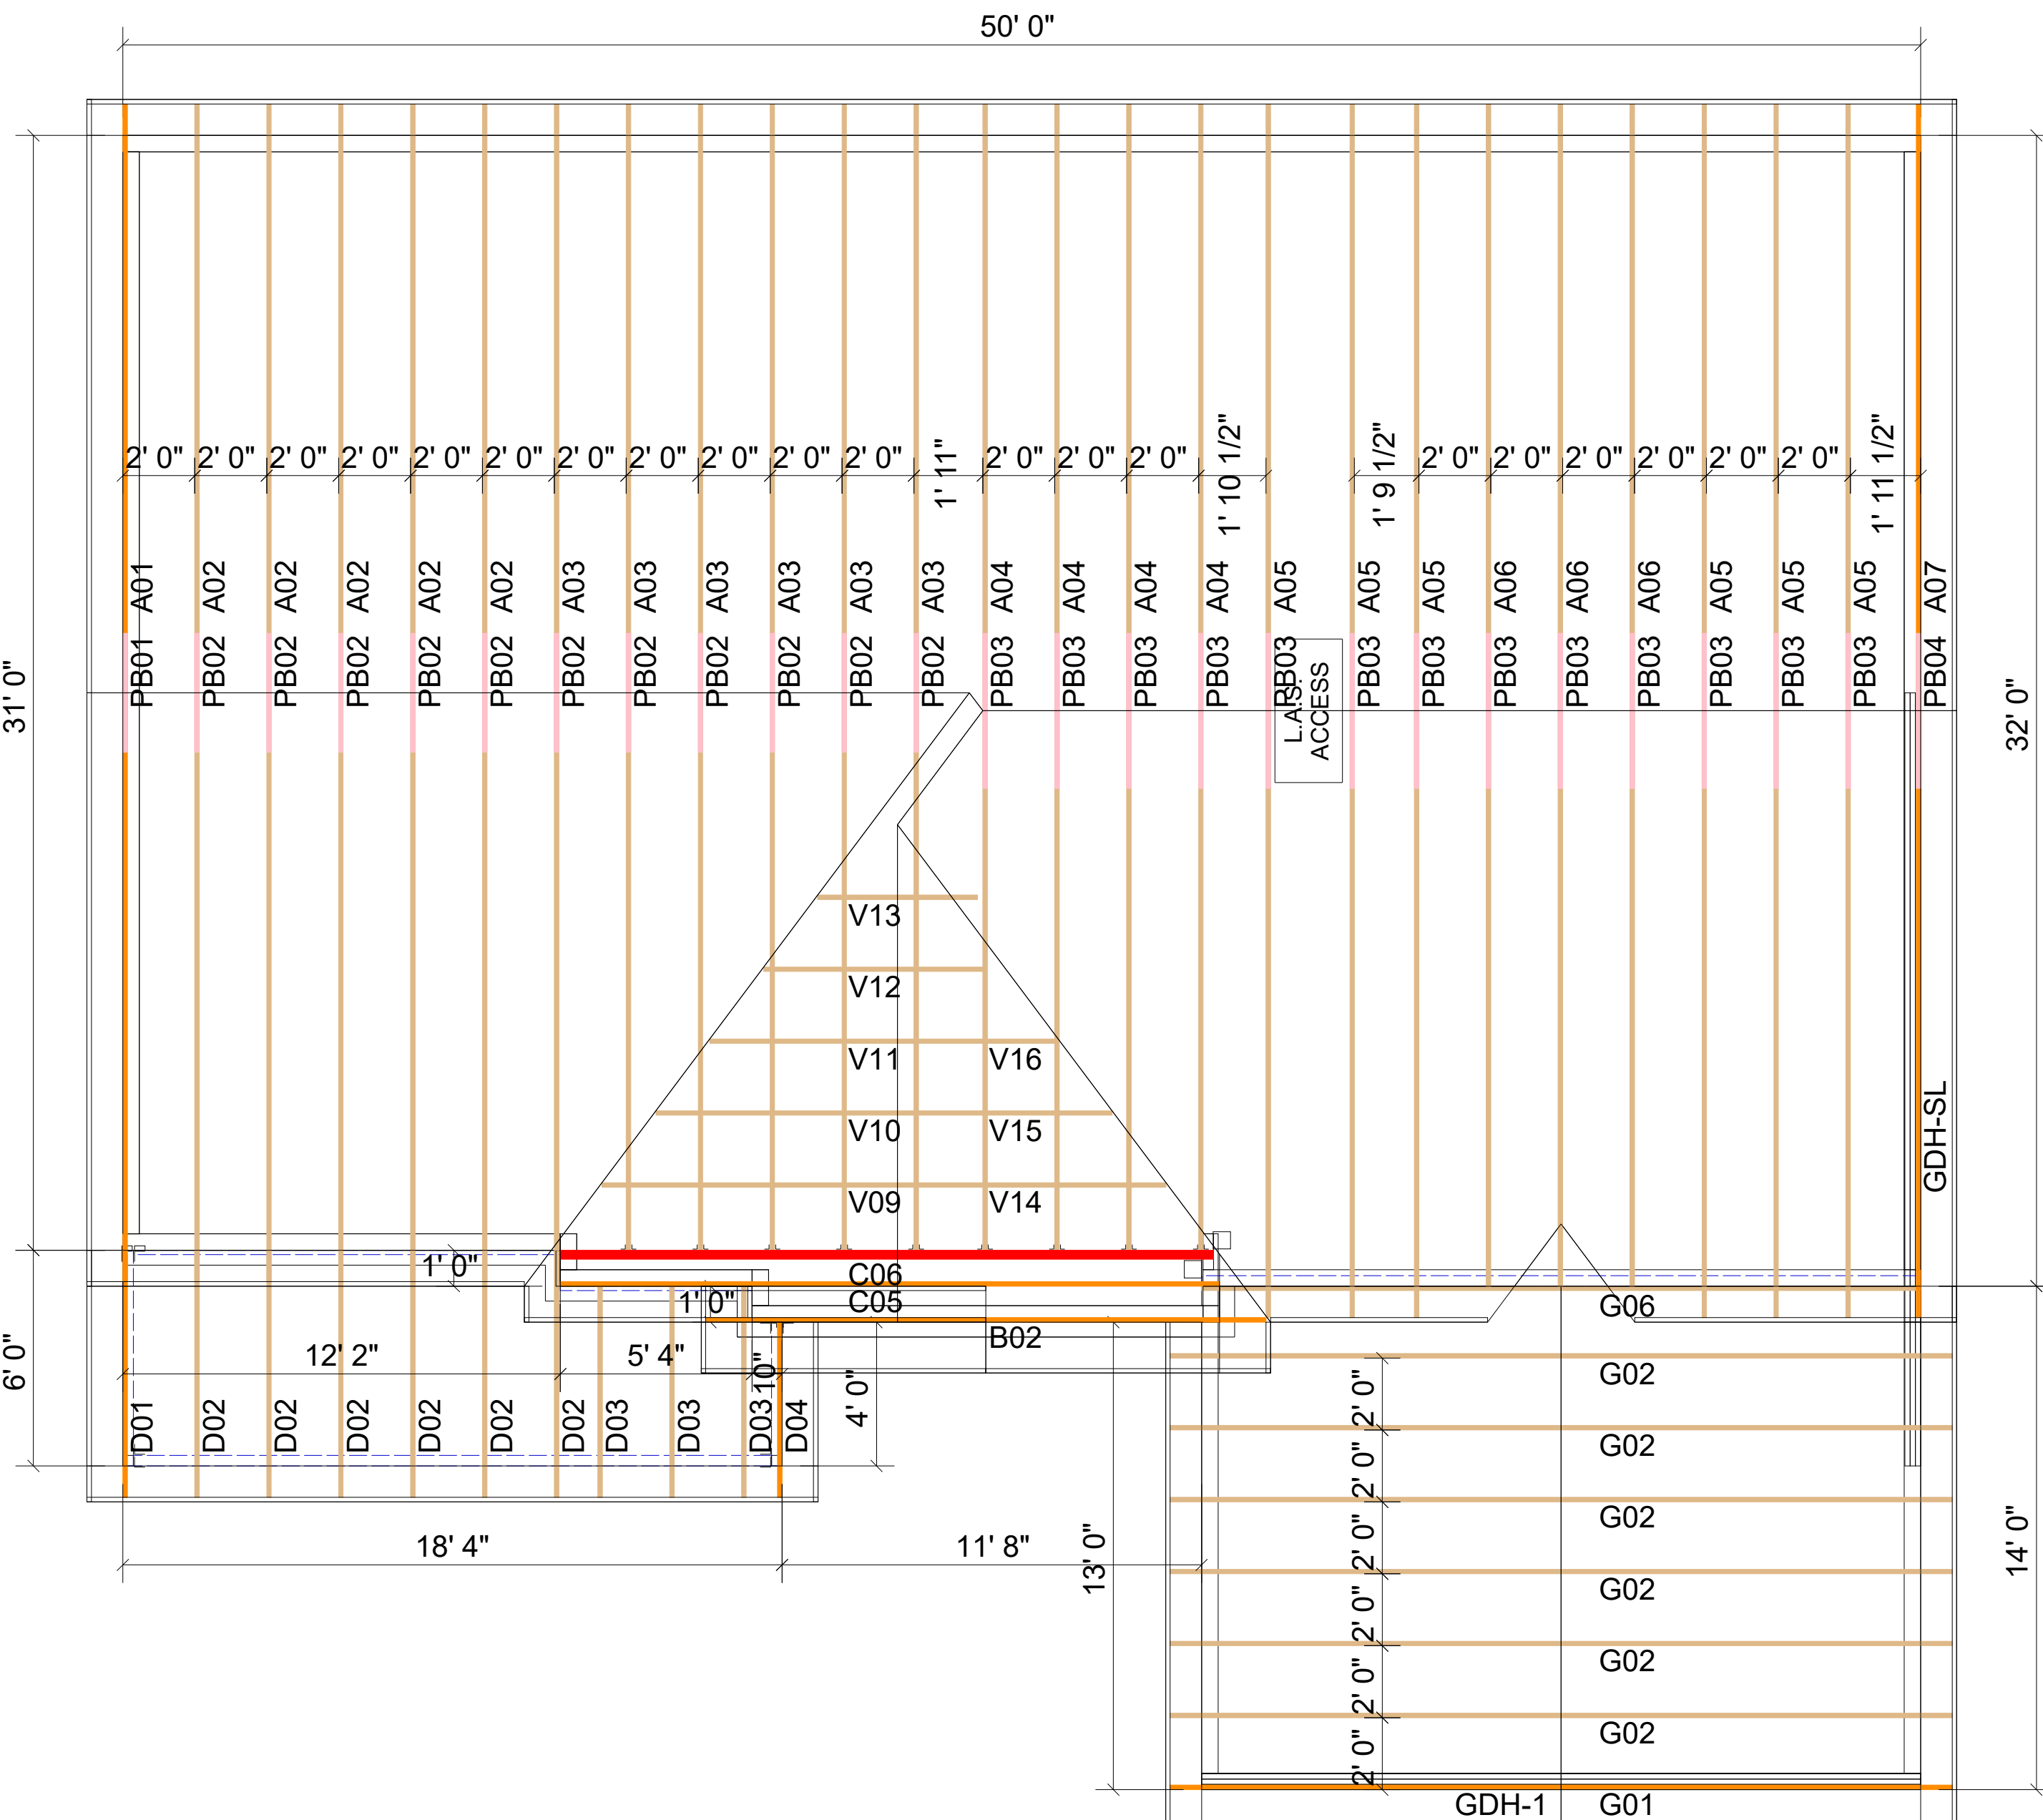 50' 0"
2' 0" 2' 0" 2' 0" 2' 0" 2' 0" 2' 0" 2' 0" 2' 0" 2' 0" 2' 0" 2' 0" 1' 11" 2' 0" 2' 0" 2' 0" 1' 10 1/2" 1' 9 1/2" 2' 0" 2' 0" 2' 0" 2' 0" 2' 0" 2' 0" 1' 11 1/2"
A01 A02 A02 A02 A02 A02 A03 A03 A03 A03 A03 A03 A04 A04 A04 A04 A05 A05 A05 A06 A06 A06 A05 A05 A05 A07
PB01 PB02 PB02 PB02 PB02 PB02 PB02 PB02 PB02 PB02 PB02 PB02 PB03 PB03 PB03 PB03 PB03 PB03 PB03 PB03 PB03 PB03 PB03 PB03 PB03 PB04
31' 0"
32' 0"
L.A.S.
ACCESS
V13
V12
V11 V16
V10 V15
V09 V14
GDH-SL
1' 0"
C06
1' 0"
C05
G06
B02
12' 2"
5' 4"
10"
6' 0"
4' 0"
D01 D02 D02 D02 D02 D02 D02 D03 D03 D03 D04
18' 4"
11' 8"
13' 0"
14' 0"
G02
2' 0"
G02
2' 0"
G02
2' 0"
G02
2' 0"
G02
2' 0"
G02
2' 0"
GDH-1 G01